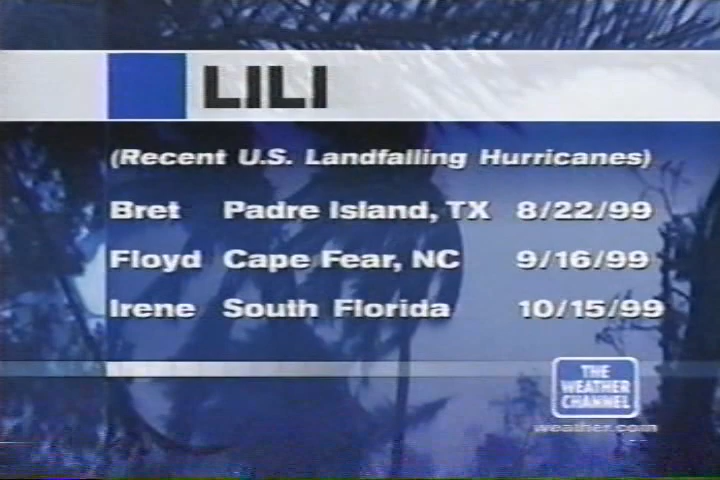 LILI
(Recent U.S. Landfalling Hurricanes)
Bret Padre Island, TX 8/22/99
Floyd Cape Fear, NC 9/16/99
Irene South Florida 10/15/99
THE
WEATHER
CHANNEL
weather.com